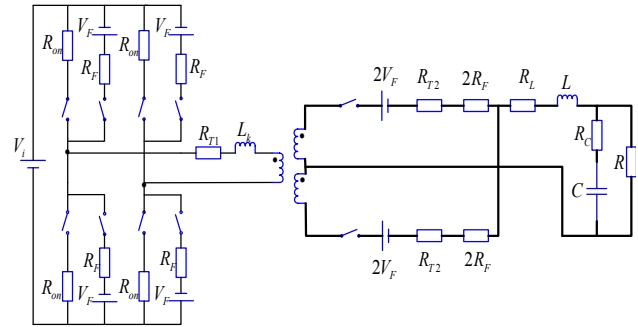 V_F V_F
R_on R_on
R_F R_F
2V_F R_T2 2R_F R_L L
R_T1 L_k
R_C
V_i
R
C
R_F R_F
R_on V_F R_on V_F
2V_F R_T2 2R_F